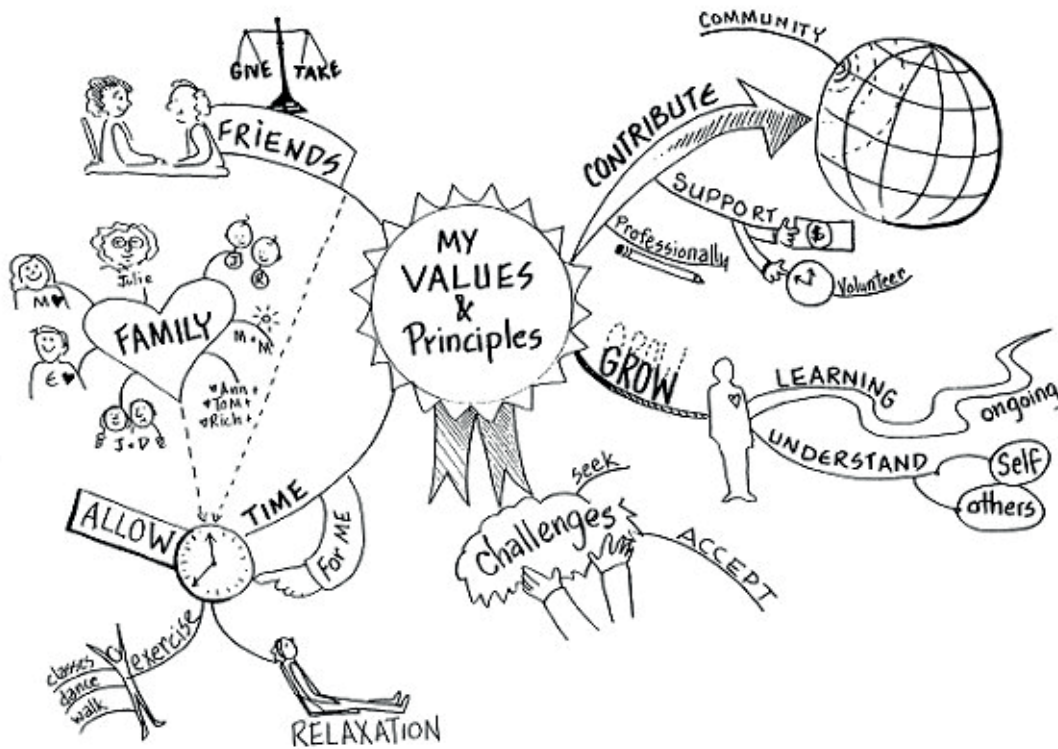 MY
VALUES
&
Principles
CONTRIBUTE
COMMUNITY
SUPPORT
$
Volunteer
Professionally
GROW
LEARNING
ongoing
UNDERSTAND
Self
others
Challenges
seek
ACCEPT
TIME
For ME
ALLOW
exercise
classes
dance
walk
RELAXATION
FAMILY
Julie
M♥
E♥
J+D
♥Ann+
♥Tom+
♥Rich+
M+M
J
R
FRiENDS
GIVE TAKE